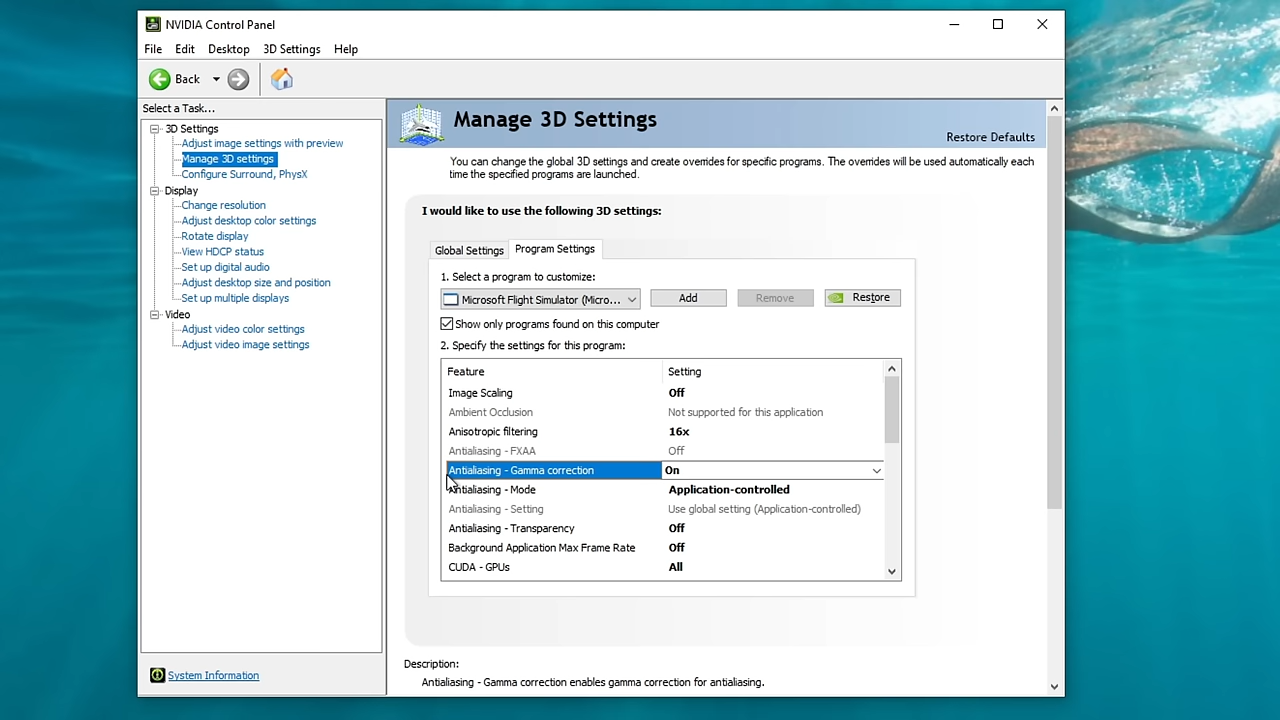 NVIDIA Control Panel
File Edit Desktop 3D Settings Help
Back
Select a Task...
3D Settings
Adjust image settings with preview
Manage 3D settings
Configure Surround, PhysX
Display
Change resolution
Adjust desktop color settings
Rotate display
View HDCP status
Set up digital audio
Adjust desktop size and position
Set up multiple displays
Video
Adjust video color settings
Adjust video image settings
System Information
Manage 3D Settings
Restore Defaults
You can change the global 3D settings and create overrides for specific programs. The overrides will be used automatically each
time the specified programs are launched.
I would like to use the following 3D settings:
Global Settings Program Settings
1. Select a program to customize:
Microsoft Flight Simulator (Micro... Add Remove Restore
Show only programs found on this computer
2. Specify the settings for this program:
Feature Setting
Image Scaling Off
Ambient Occlusion Not supported for this application
Anisotropic filtering 16x
Antialiasing - FXAA Off
Antialiasing - Gamma correction On
Antialiasing - Mode Application-controlled
Antialiasing - Setting Use global setting (Application-controlled)
Antialiasing - Transparency Off
Background Application Max Frame Rate Off
CUDA - GPUs All
Description:
Antialiasing - Gamma correction enables gamma correction for antialiasing.